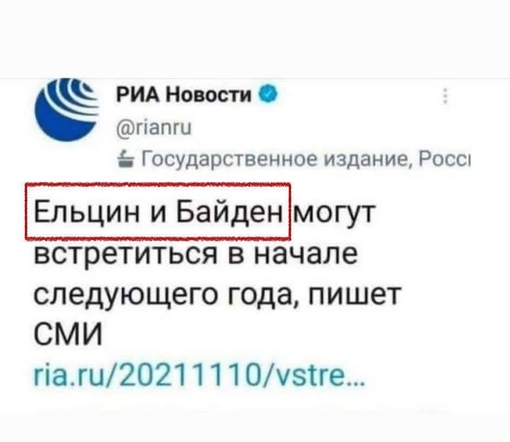 РИА Новости
@rianru
Государственное издание, Росс
Ельцин и Байден могут
встретиться в начале
следующего года, пишет
СМИ
ria.ru/20211110/vstre...